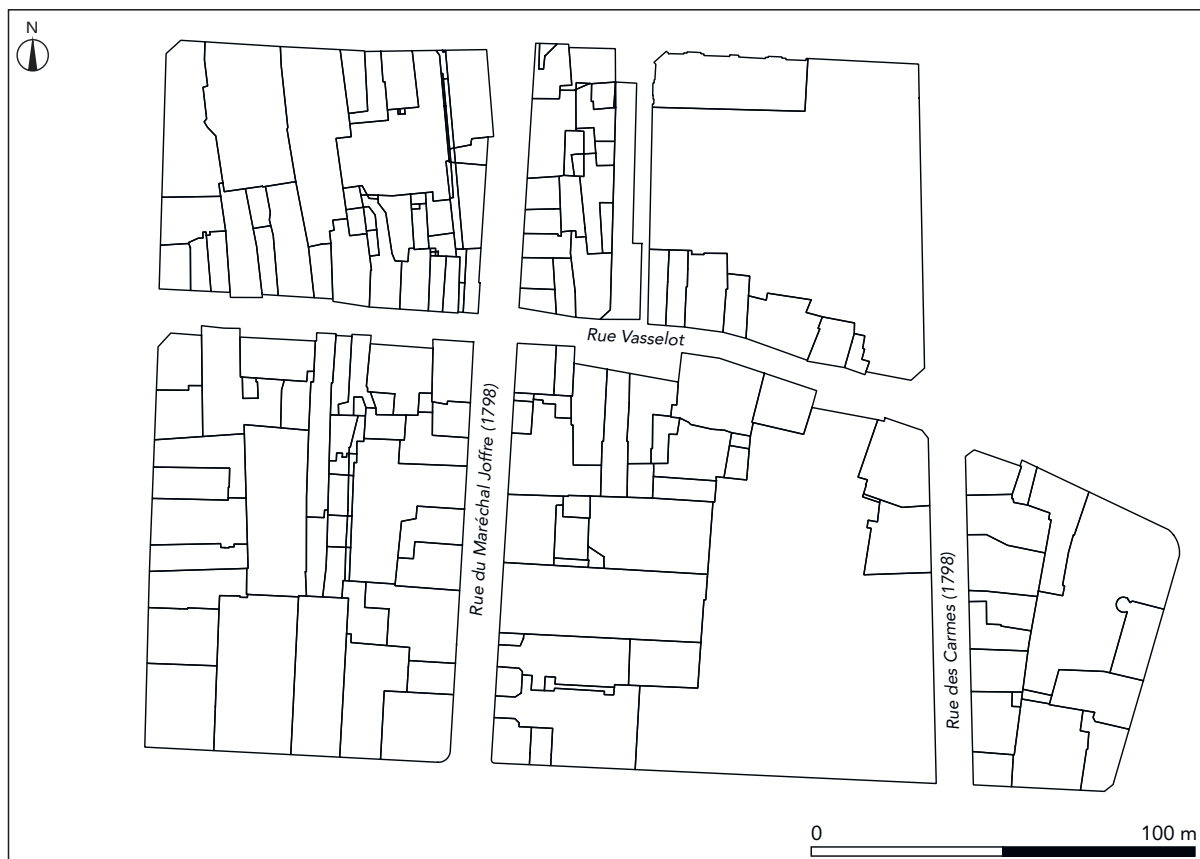 N
Rue Vasselot
Rue du Maréchal Joffre (1798)
Rue des Carmes (1798)
0
100 m